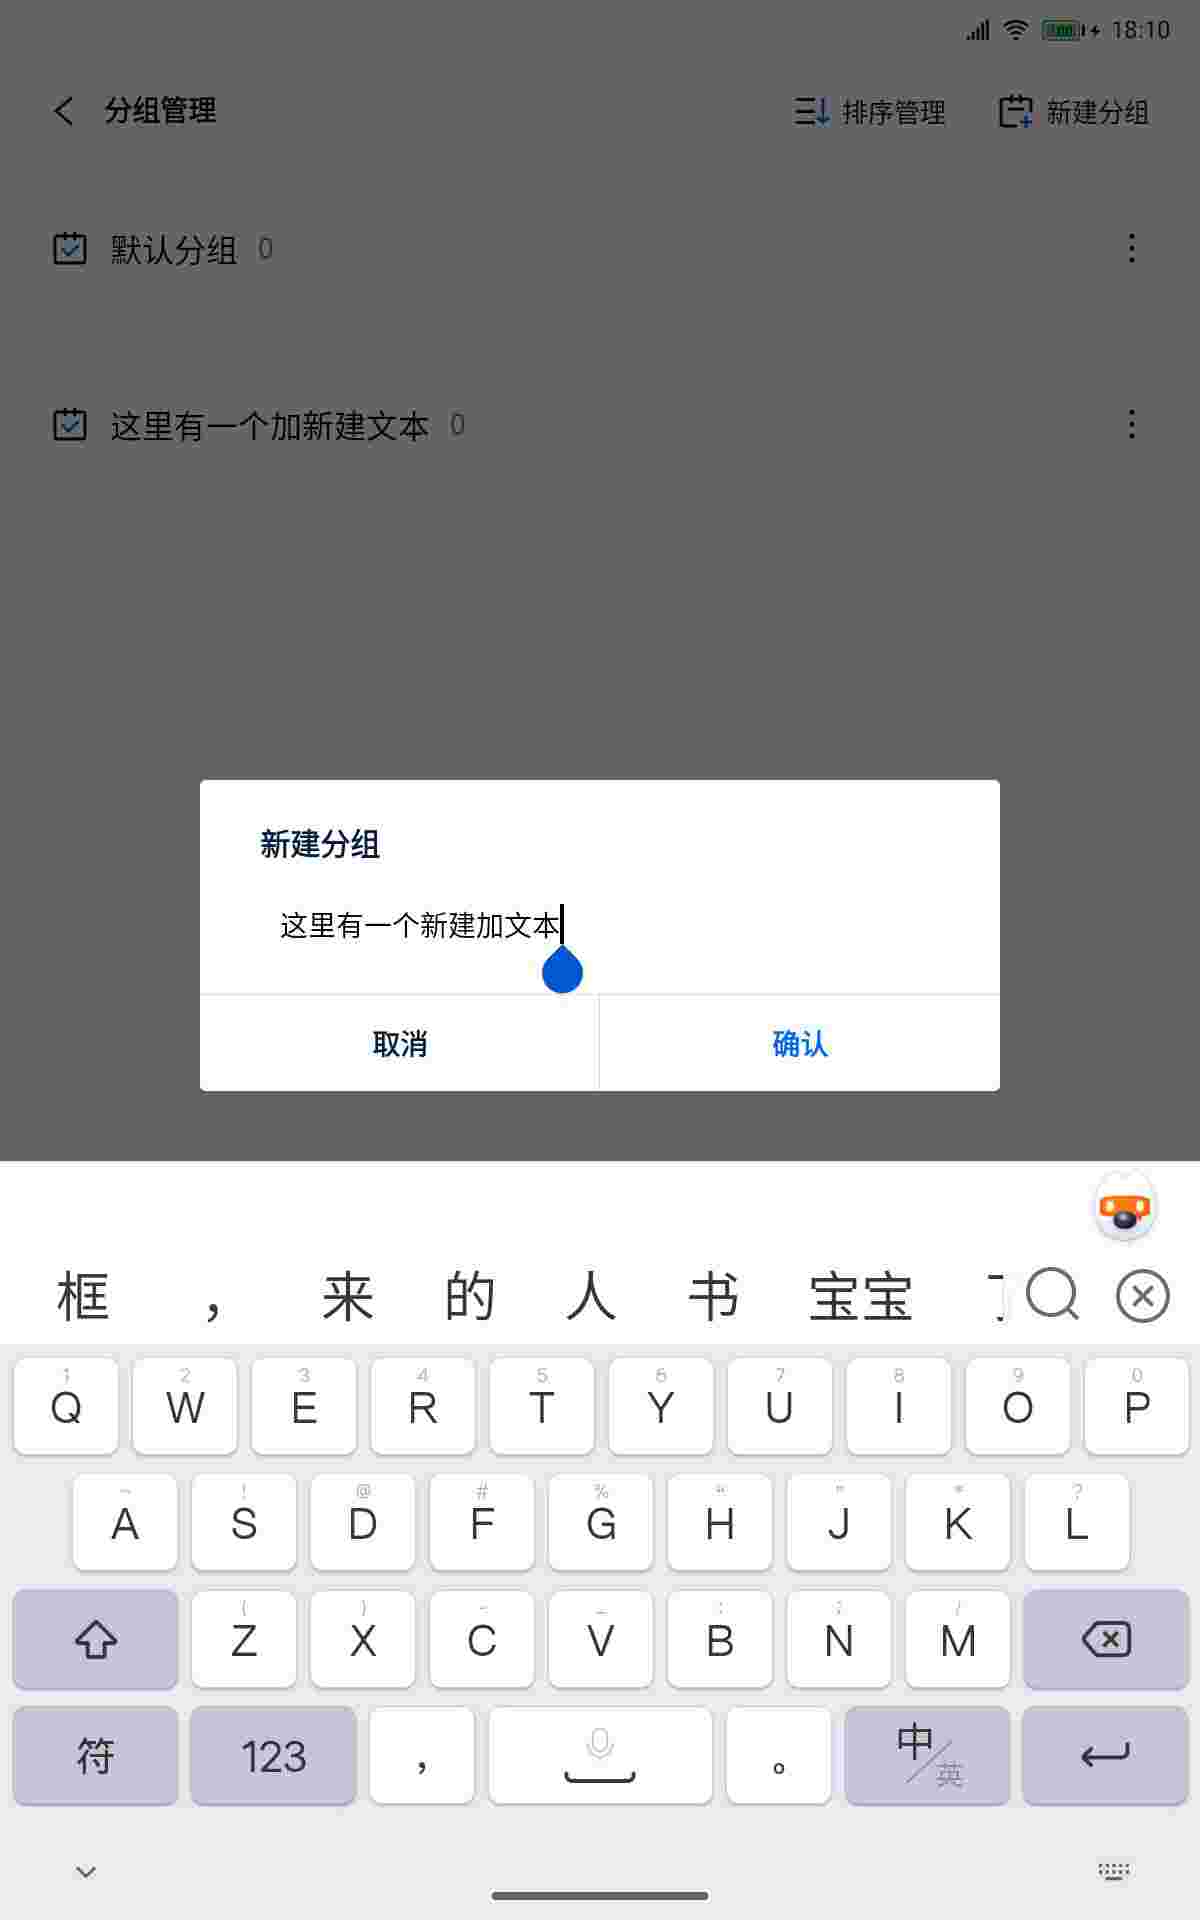 18:10
分组管理 排序管理 新建分组
默认分组 0
这里有一个加新建文本 0
新建分组
这里有一个新建加文本
取消 确认
框 ， 来 的 人 书 宝宝
1 2 3 4 5 6 7 8 9 0
Q W E R T Y U I O P
~ ! @ # % “ ” * ?
A S D F G H J K L
( ) - _ : ; /
Z X C V B N M
符 123 ， 。 中/英